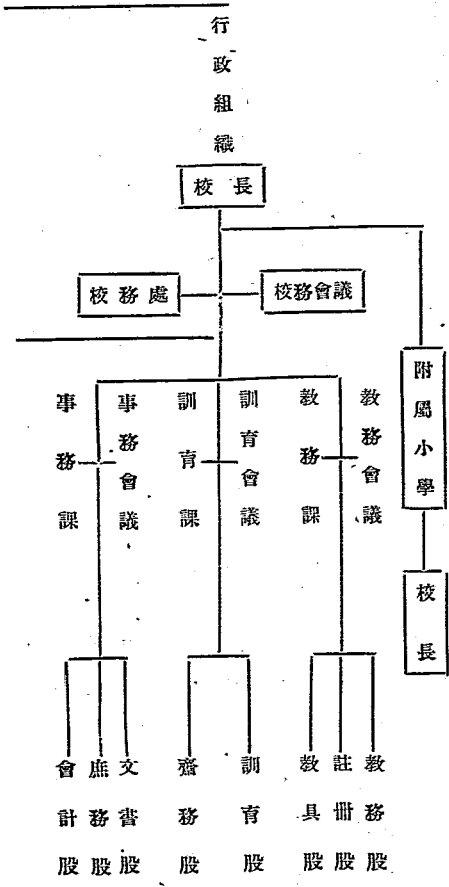 行政組織
校長
校務會議
校務處
附屬小學
校長
教務會議
教務課
訓育會議
訓育課
事務會議
事務課
教務股
註冊股
教具股
訓育股
齋務股
文書股
庶務股
會計股